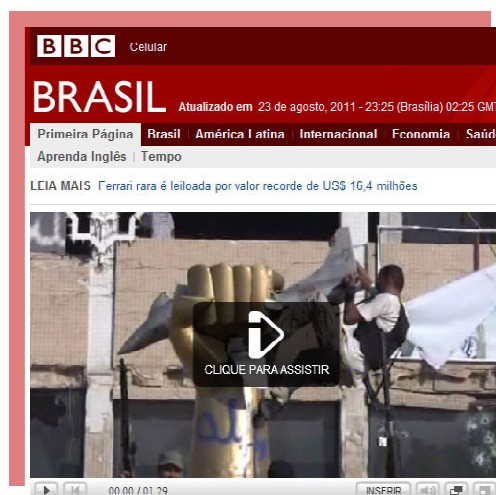 BBC Celular
BRASIL Atualizado em 23 de agosto, 2011 - 23:25 (Brasília) 02:25 GMT
Primeira Página Brasil América Latina Internacional Economia Saúd
Aprenda Inglês Tempo
LEIA MAIS Ferrari rara é leiloada por valor recorde de US$ 16,4 milhões
CLIQUE PARA ASSISTIR
00.00 / 01.29 INSERIR